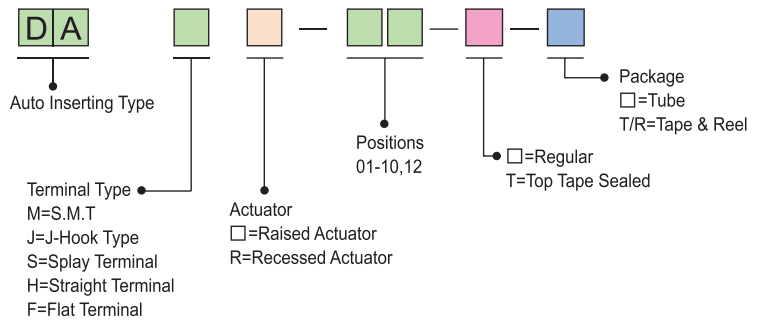 DA
Auto Inserting Type
Terminal Type
M=S.M.T
J=J-Hook Type
S=Splay Terminal
H=Straight Terminal
F=Flat Terminal
Actuator
□=Raised Actuator
R=Recessed Actuator
Positions
01-10,12
□=Regular
T=Top Tape Sealed
Package
□=Tube
T/R=Tape & Reel